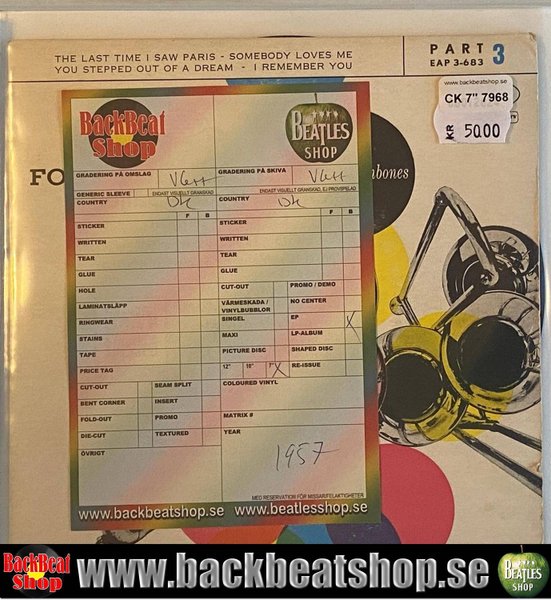 THE LAST TIME I SAW PARIS - SOMEBODY LOVES ME
YOU STEPPED OUT OF A DREAM - I REMEMBER YOU
PART 3
EAP 3-683
www.backbeatshop.se
CK 7" 7968
KR 50.00
FO
bones
BackBeat
Shop
BEATLES
SHOP
GRADERING PÅ OMSLAG VG++
GRADERING PÅ SKIVA VG++
GENERIC SLEEVE
ENDAST VISUELLT GRANSKAD
ENDAST VISUELLT GRANSKAD, EJ PROVSPELAD
COUNTRY DK
COUNTRY DK
F B
F B
STICKER
STICKER
WRITTEN
WRITTEN
TEAR
TEAR
GLUE
GLUE
HOLE
CUT-OUT
PROMO / DEMO
LAMINATSLÄPP
VÄRMESKADA /
VINYLBUBBLOR
NO CENTER
RINGWEAR
SINGEL
EP X
STAINS
MAXI
LP-ALBUM
TAPE
PICTURE DISC
SHAPED DISC
PRICE TAG
12" 10" 7" X
RE-ISSUE
CUT-OUT
SEAM SPLIT
COLOURED VINYL
BENT CORNER
INSERT
FOLD-OUT
PROMO
MATRIX #
DIE-CUT
TEXTURED
YEAR
ÖVRIGT
1957
MED RESERVATION FÖR MISSAR/FELAKTIGHETER
www.backbeatshop.se www.beatlesshop.se
BackBeat
Shop
www.backbeatshop.se
BEATLES
SHOP